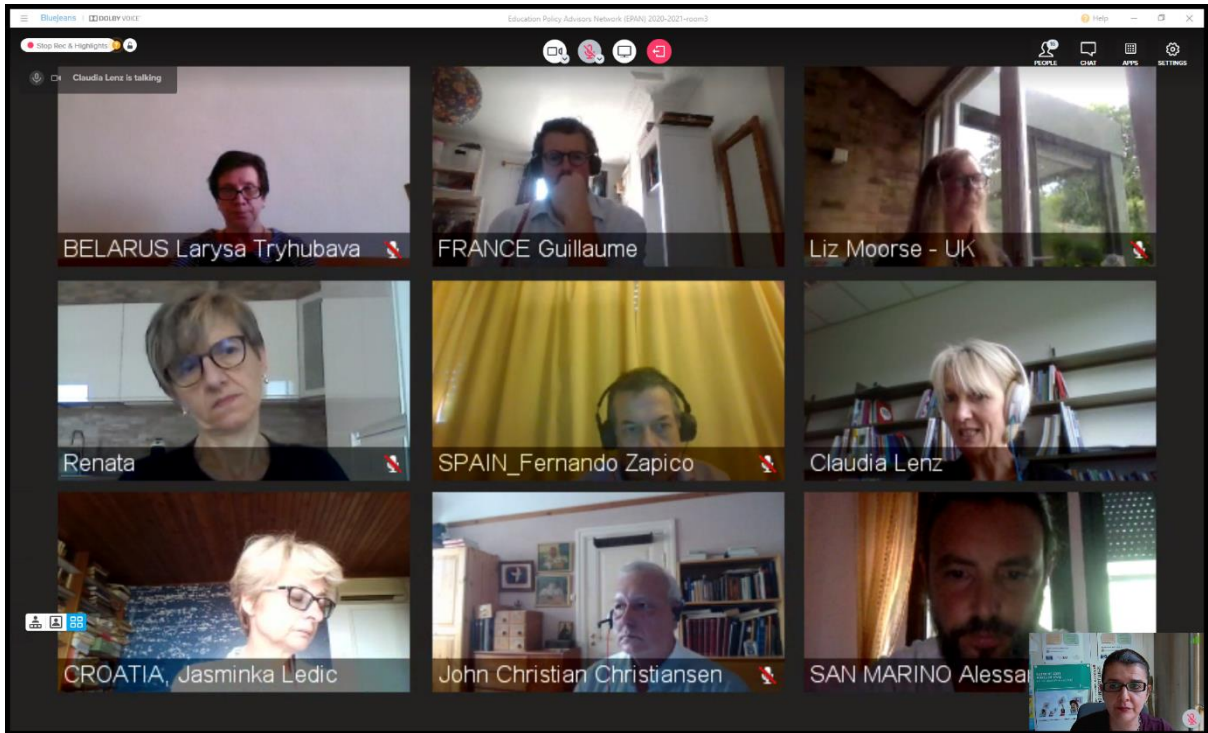 Bluejeans DOLBY VOICE
Education Policy Advisors Network (EPAN) 2020-2021-room3
Help
Stop Rec & Highlights
PEOPLE
CHAT
APPS
SETTINGS
Claudia Lenz is talking
BELARUS Larysa Tryhubava
FRANCE Guillaume
Liz Moorse - UK
Renata
SPAIN_Fernando Zapico
Claudia Lenz
CROATIA, Jasminka Ledic
John Christian Christiansen
SAN MARINO Alessa